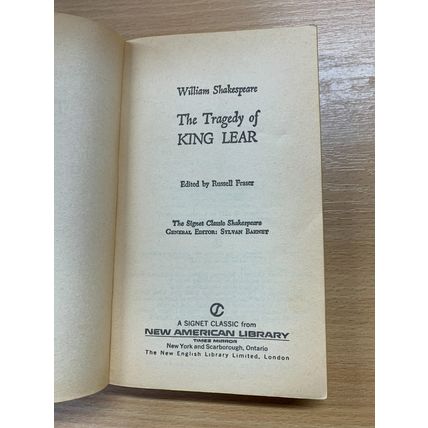 William Shakespeare
The Tragedy of
KING LEAR
Edited by Russell Fraser
The Signet Classic Shakespeare
GENERAL EDITOR: SYLVAN BARNET
A SIGNET CLASSIC from
NEW AMERICAN LIBRARY
TIMES MIRROR
New York and Scarborough, Ontario
The New English Library Limited, London